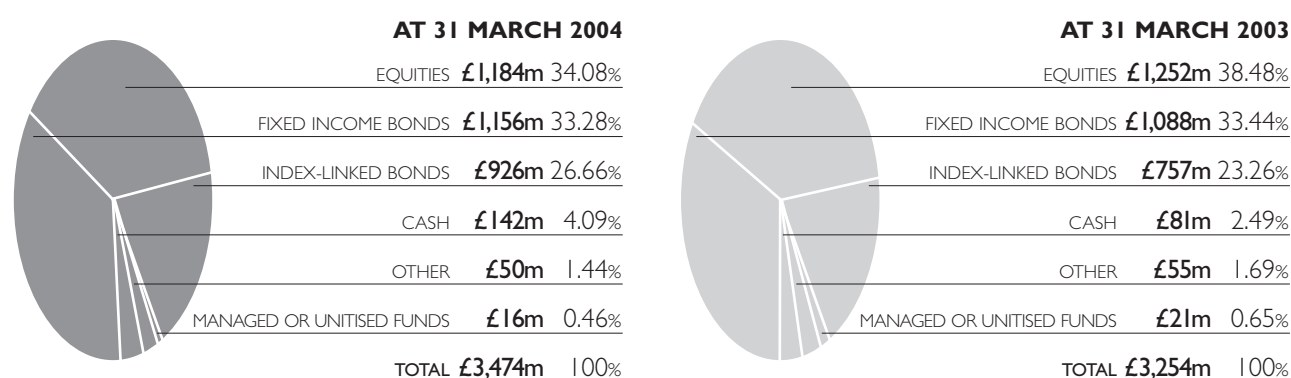 AT 31 MARCH 2004
EQUITIES £1,184m 34.08%
FIXED INCOME BONDS £1,156m 33.28%
INDEX-LINKED BONDS £926m 26.66%
CASH £142m 4.09%
OTHER £50m 1.44%
MANAGED OR UNITISED FUNDS £16m 0.46%
TOTAL £3,474m 100%
AT 31 MARCH 2003
EQUITIES £1,252m 38.48%
FIXED INCOME BONDS £1,088m 33.44%
INDEX-LINKED BONDS £757m 23.26%
CASH £81m 2.49%
OTHER £55m 1.69%
MANAGED OR UNITISED FUNDS £21m 0.65%
TOTAL £3,254m 100%